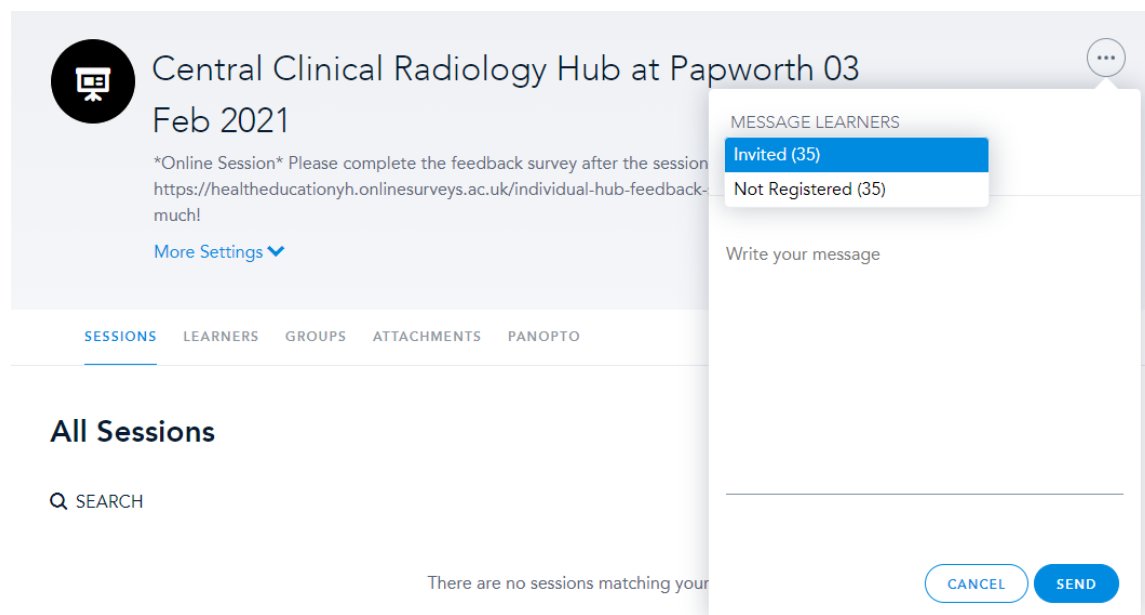 Central Clinical Radiology Hub at Papworth 03
Feb 2021
*Online Session* Please complete the feedback survey after the session
https://healtheducationyh.onlinesurveys.ac.uk/individual-hub-feedback-
much!
More Settings
MESSAGE LEARNERS
Invited (35)
Not Registered (35)
Write your message
SESSIONS LEARNERS GROUPS ATTACHMENTS PANOPTO
All Sessions
SEARCH
There are no sessions matching your
CANCEL SEND